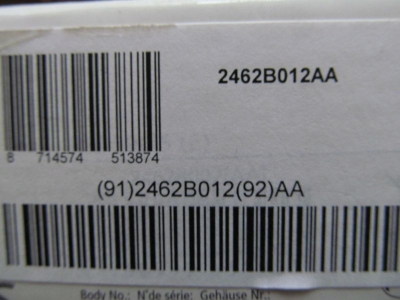 2462B012AA
8 714574 513874
(91)2462B012(92)AA
Body No.: N°de série: Gehäuse Nr.: